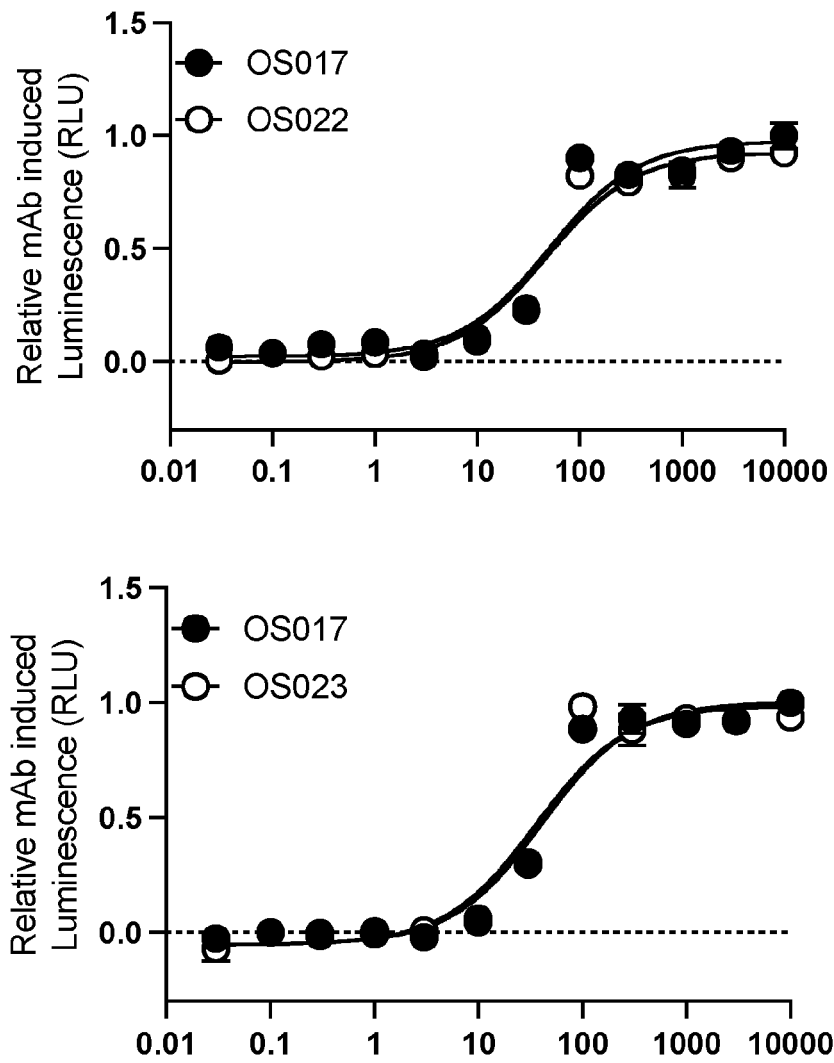 Relative mAb induced
Luminescence (RLU)
1.5
1.0
0.5
0.0
OS017
OS022
0.01 0.1 1 10 100 1000 10000
Relative mAb induced
Luminescence (RLU)
1.5
1.0
0.5
0.0
OS017
OS023
0.01 0.1 1 10 100 1000 10000